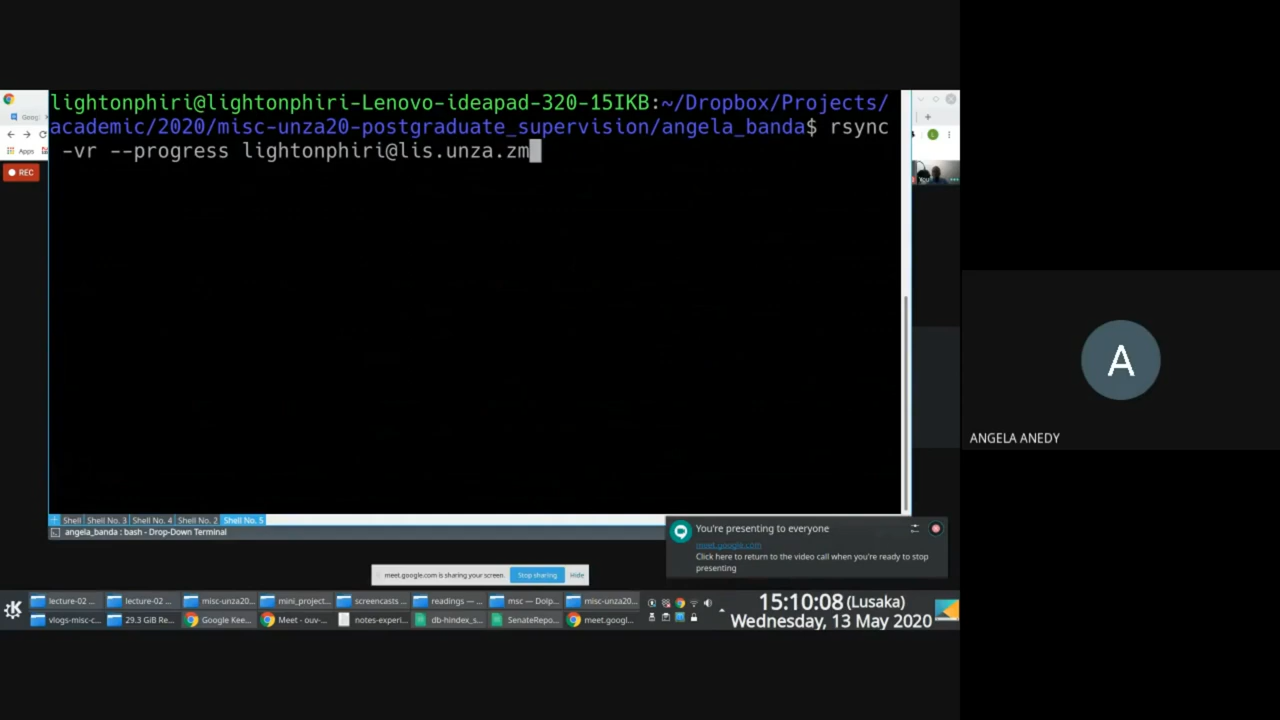 lightonphiri@lightonphiri-Lenovo-ideapad-320-15IKB:~/Dropbox/Projects/
academic/2020/misc-unza20-postgraduate_supervision/angela_banda$ rsync
-vr --progress lightonphiri@lis.unza.zm
Goog
Apps
REC
L
A
ANGELA ANEDY
Shell Shell No. 3 Shell No. 4 Shell No. 2 Shell No. 5
angela_banda : bash - Drop-Down Terminal
You're presenting to everyone
meet.google.com
Click here to return to the video call when you're ready to stop
presenting
meet.google.com is sharing your screen. Stop sharing Hide
lecture-02 ... lecture-02 ... misc-unza20... mini_project... screencasts ... readings — ... msc — Dolp... misc-unza20...
vlogs-misc-c... 29.3 GiB Re... Google Kee... Meet - ouv-... notes-experi... db-hindex_s... SenateRepo... meet.googl...
15:10:08 (Lusaka)
Wednesday, 13 May 2020